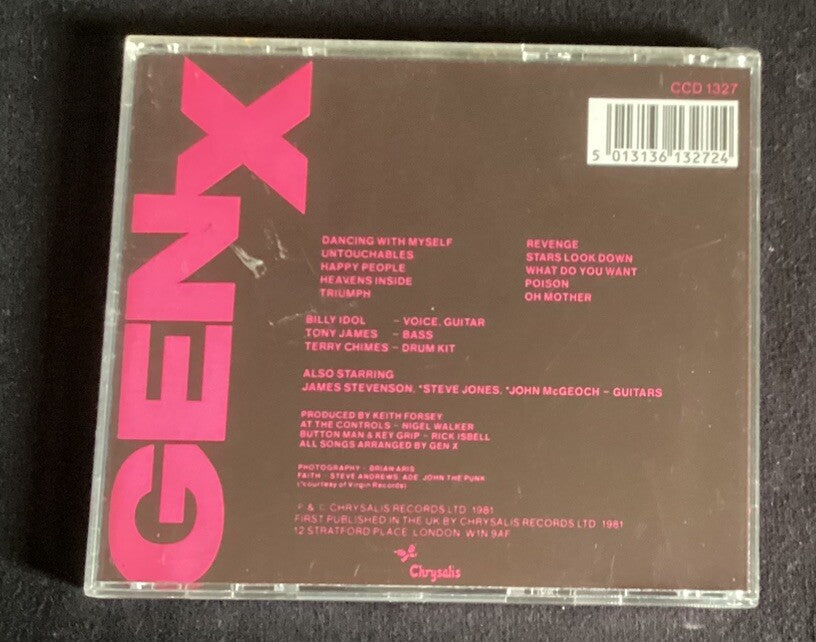 GEN X
CCD 1327
5 013136 132724
DANCING WITH MYSELF
UNTOUCHABLES
HAPPY PEOPLE
HEAVENS INSIDE
TRIUMPH
REVENGE
STARS LOOK DOWN
WHAT DO YOU WANT
POISON
OH MOTHER
BILLY IDOL – VOICE, GUITAR
TONY JAMES – BASS
TERRY CHIMES – DRUM KIT
ALSO STARRING
JAMES STEVENSON, *STEVE JONES, *JOHN McGEOCH – GUITARS
PRODUCED BY KEITH FORSEY
AT THE CONTROLS – NIGEL WALKER
BUTTON MAN & KEY GRIP – RICK ISBELL
ALL SONGS ARRANGED BY GEN X
PHOTOGRAPHY - BRIAN ARIS
FAITH - STEVE ANDREWS ADE JOHN THE PUNK
(*courtesy of Virgin Records)
P & C CHRYSALIS RECORDS LTD. 1981
FIRST PUBLISHED IN THE UK BY CHRYSALIS RECORDS LTD. 1981
12 STRATFORD PLACE LONDON W1N 9AF
Chrysalis